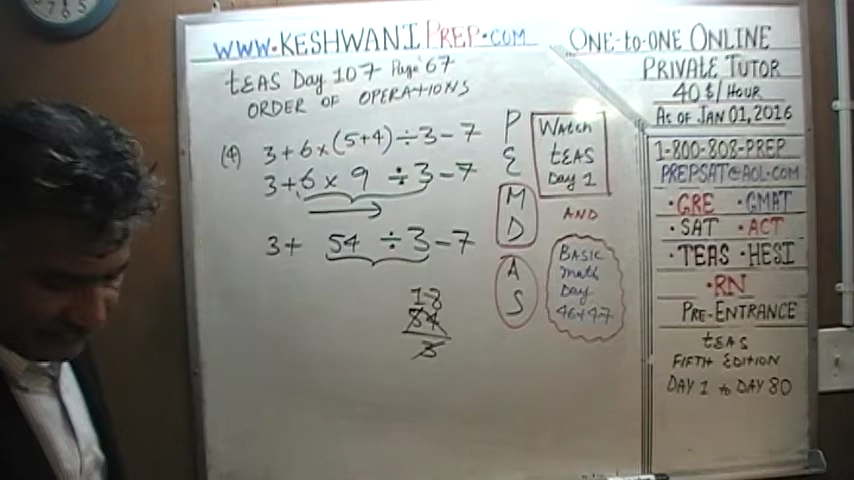 WWW.KESHWANIPREP.COM
tEAS Day 107 Page 67
ORDER OF OPERATIONS
(4) 3+6×(5+4)÷3-7
3+6×9÷3-7
3+ 54 ÷3-7
18
54
3
P
E
M
D
A
S
Watch
tEAS
Day 1
AND
BASIC
math
Day
46+47
ONE-to-ONE ONLINE
PRIVATE TUTOR
40$/HOUR
AS OF JAN 01,2016
1-800-808-PREP
PREPSAT@AOL.COM
•GRE •GMAT
•SAT •ACT
•TEAS •HESI
•RN
PRE-ENTRANCE
tEAS
FIFTH EDITION
DAY 1 to DAY 80